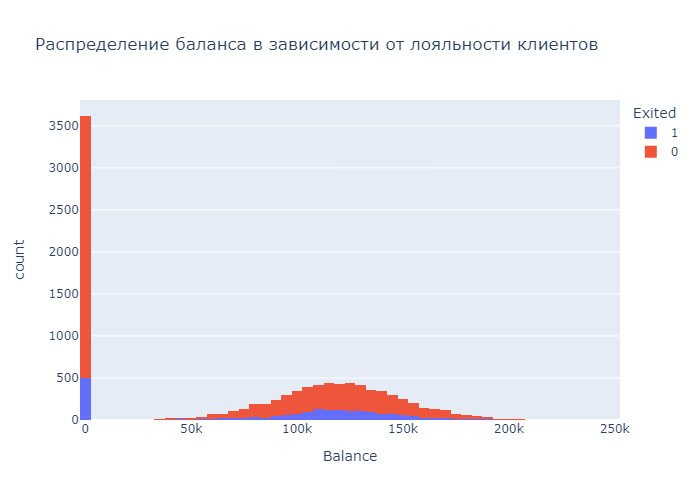 Распределение баланса в зависимости от лояльности клиентов
Exited
1
0
3500
3000
2500
2000
1500
1000
500
0
count
0
50k
100k
150k
200k
250k
Balance